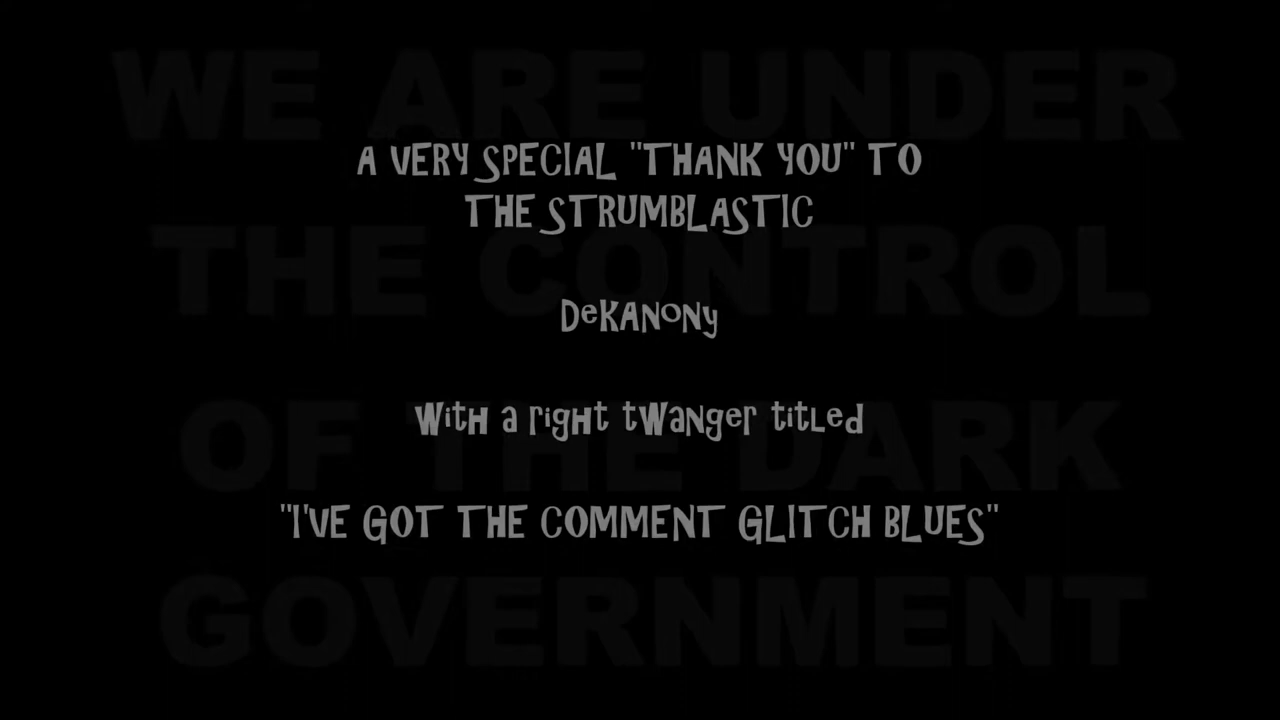 WE ARE UNDER
A VERY SPECIAL "THANK YOU" TO
THE STRUMBLASTIC
THE CONTROL
DeKANONy
OF THE DARK
With a right twanger titled
"I'VE GOT THE COMMENT GLITCH BLUES"
GOVERNMENT